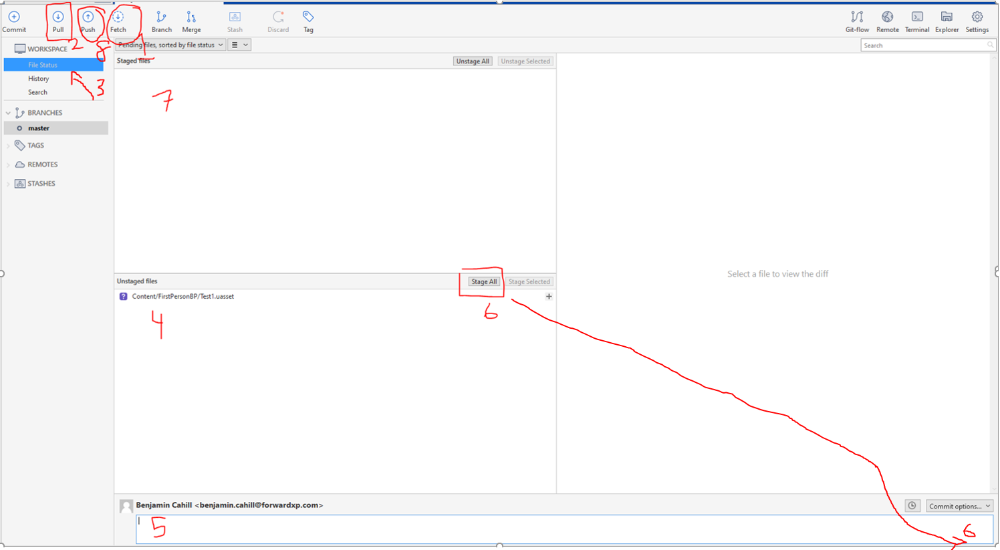 Commit Pull Push Fetch Branch Merge Stash Discard Tag Git-flow Remote Terminal Explorer Settings
2 8 1
WORKSPACE Pending files, sorted by file status Search
File Status Staged files Unstage All Unstage Selected
History 3
Search 7
BRANCHES
master
TAGS
REMOTES
STASHES
Select a file to view the diff
Unstaged files Stage All Stage Selected
Content/FirstPersonBP/Test1.uasset
4 6
Benjamin Cahill <benjamin.cahill@forwardxp.com> Commit options...
5 6